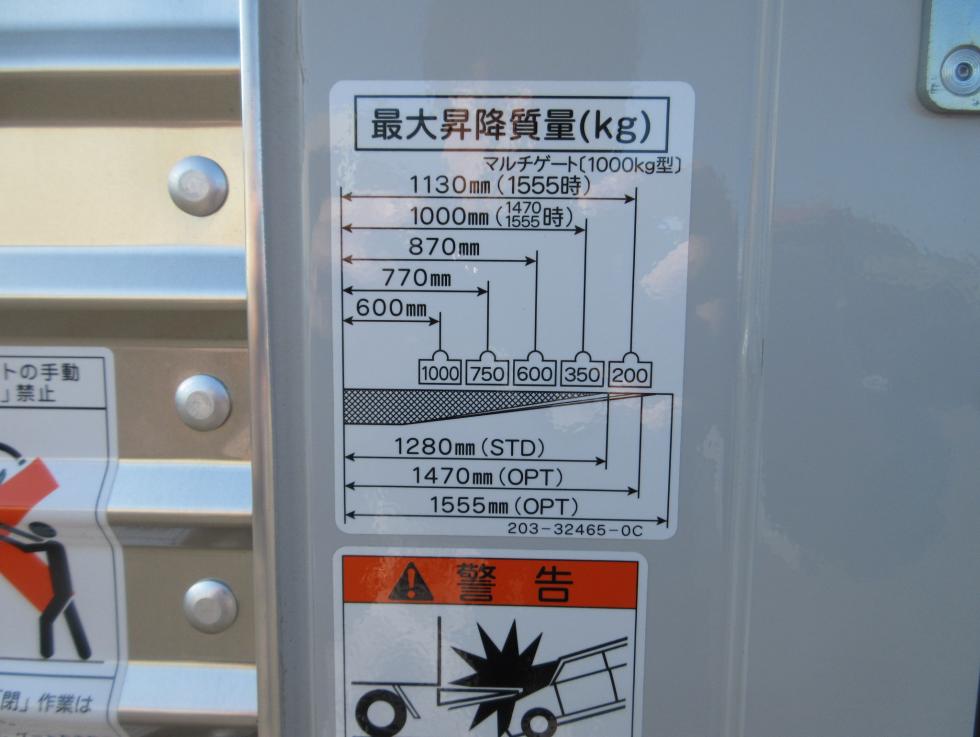 最大昇降質量(kg)
マルチゲート〔1000kg型〕
1130mm(1555時)
1000mm(1470 1555時)
870mm
770mm
600mm
1000 750 600 350 200
1280mm(STD)
1470mm(OPT)
1555mm(OPT)
203-32465-0C
警告
トの手動
」禁止
「閉」作業は